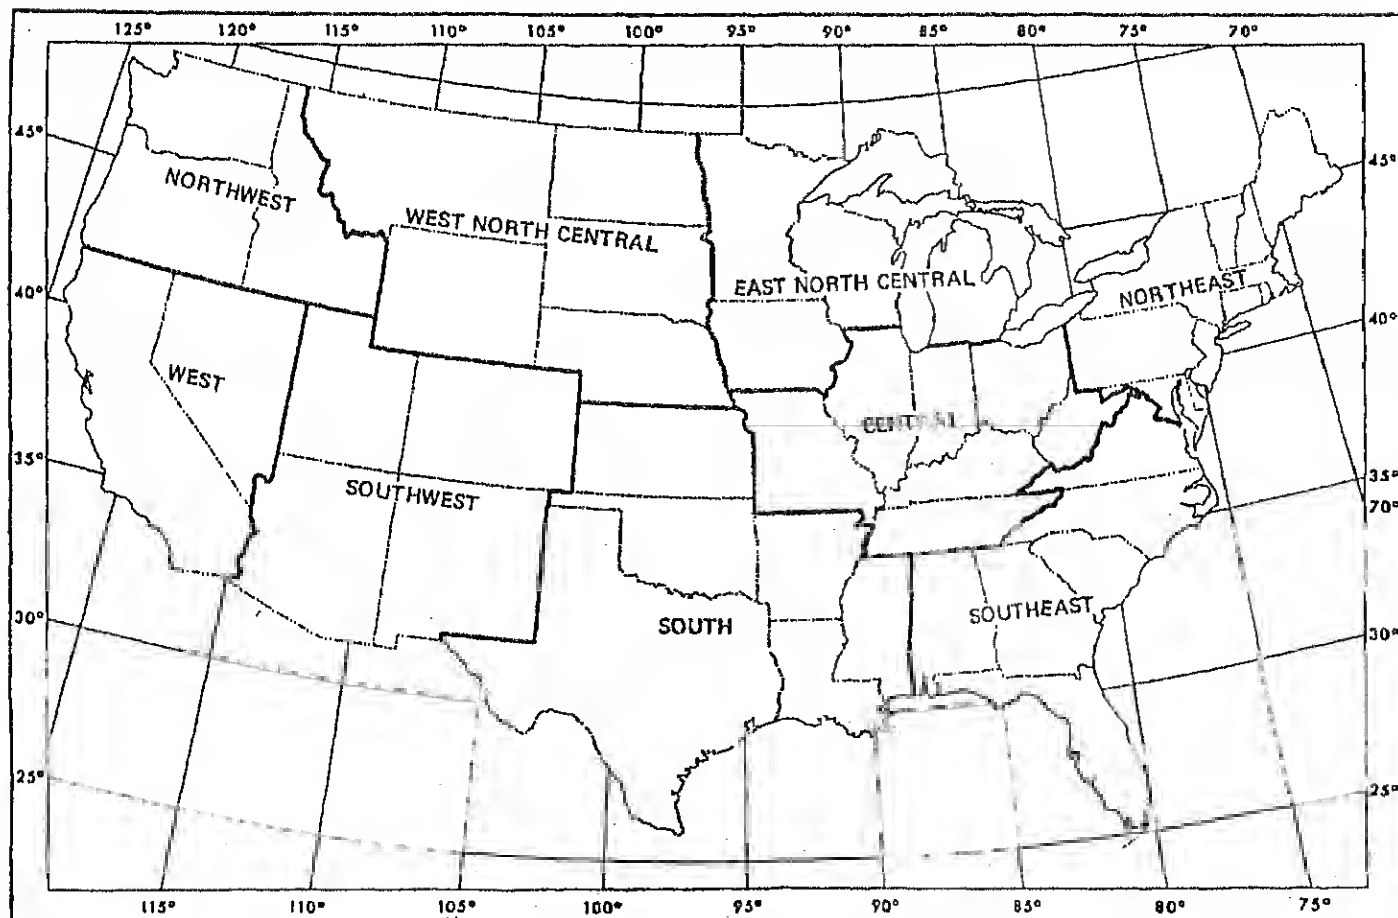 125° 120° 115° 110° 105° 100° 95° 90° 85° 80° 75° 70°
45° 45°
NORTHWEST
WEST NORTH CENTRAL
EAST NORTH CENTRAL
NORTHEAST
40° 40°
WEST
CENTRAL
35° 35°
SOUTHWEST
70°
SOUTHEAST
30° 30°
SOUTH
25° 25°
115° 110° 105° 100° 95° 90° 85° 80° 75°